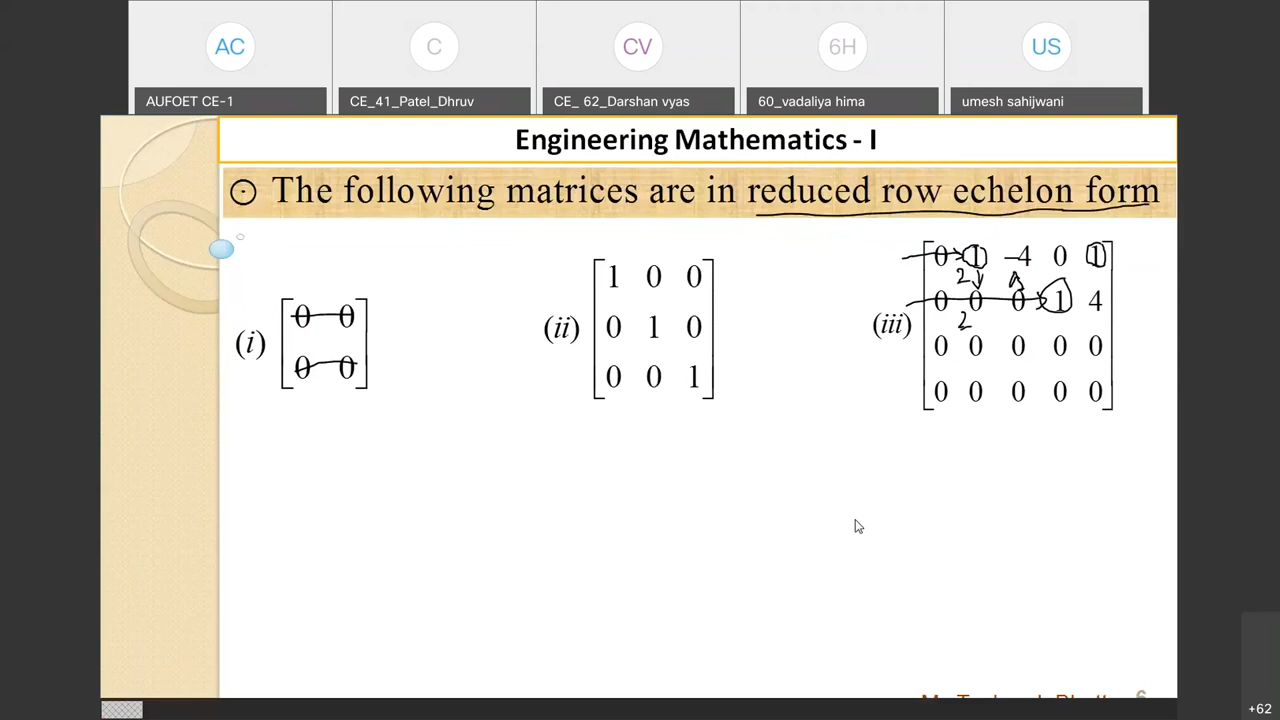 AC C CV 6H US
AUFOET CE-1 CE_41_Patel_Dhruv CE_ 62_Darshan vyas 60_vadaliya hima umesh sahijwani
Engineering Mathematics - I
⊙ The following matrices are in reduced row echelon form
(i) [0 0
0 0]
(ii) [1 0 0
0 1 0
0 0 1]
(iii) [0 1 -4 0 1
2
0 0 0 1 4
2
0 0 0 0 0
0 0 0 0 0]
6
+62